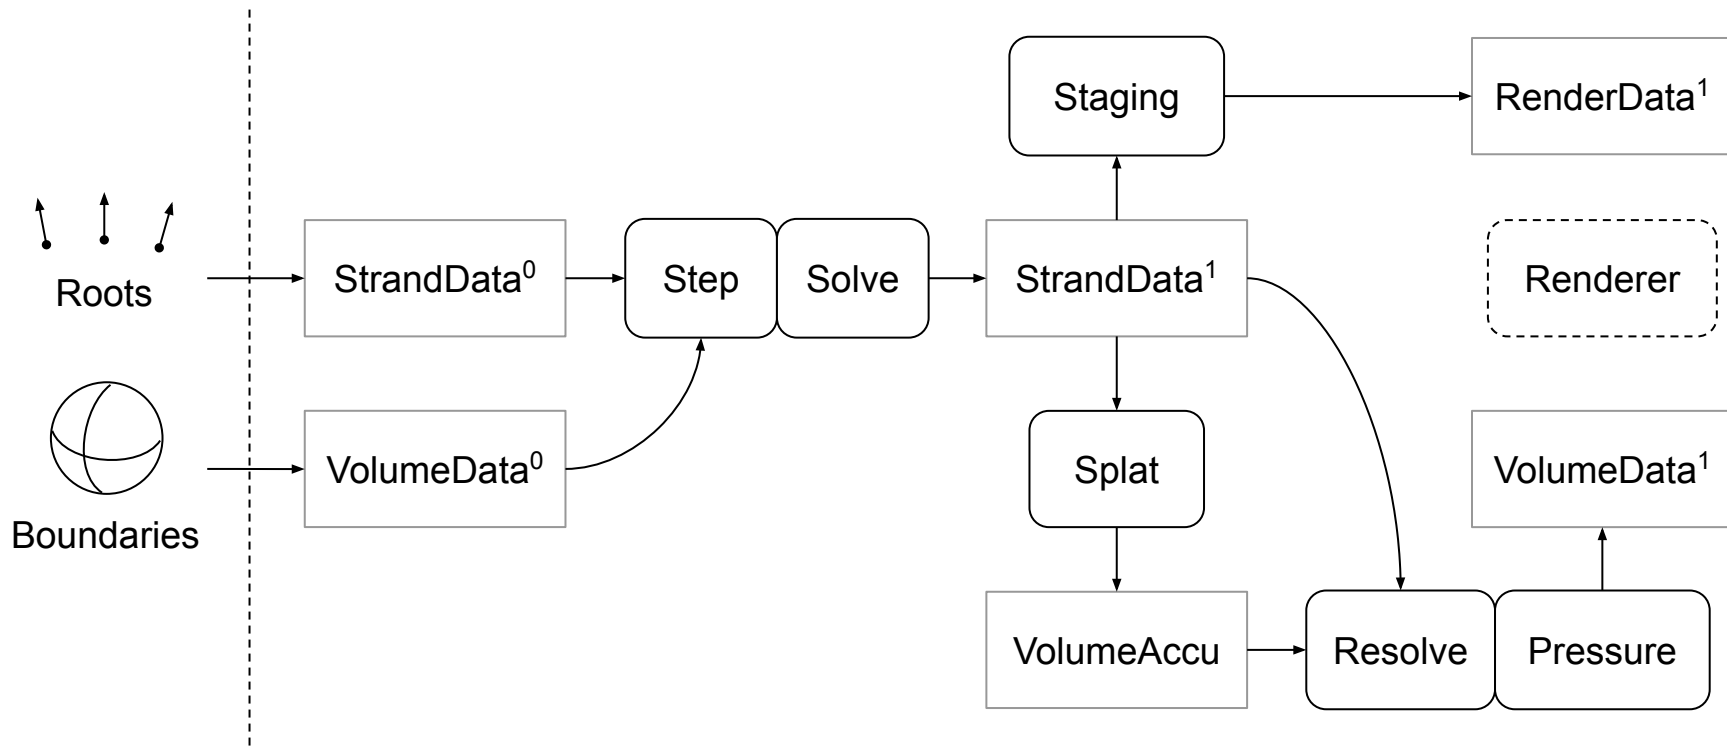 Staging
RenderData¹
Roots
StrandData⁰
Step
Solve
StrandData¹
Renderer
Boundaries
VolumeData⁰
Splat
VolumeData¹
VolumeAccu
Resolve
Pressure